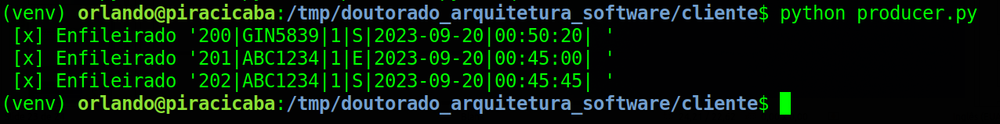 (venv) orlando@piracicaba:/tmp/doutorado_arquitetura_software/cliente$ python producer.py
[x] Enfileirado '200|GIN5839|1|S|2023-09-20|00:50:20| '
[x] Enfileirado '201|ABC1234|1|E|2023-09-20|00:45:00| '
[x] Enfileirado '202|ABC1234|1|S|2023-09-20|00:45:45| '
(venv) orlando@piracicaba:/tmp/doutorado_arquitetura_software/cliente$